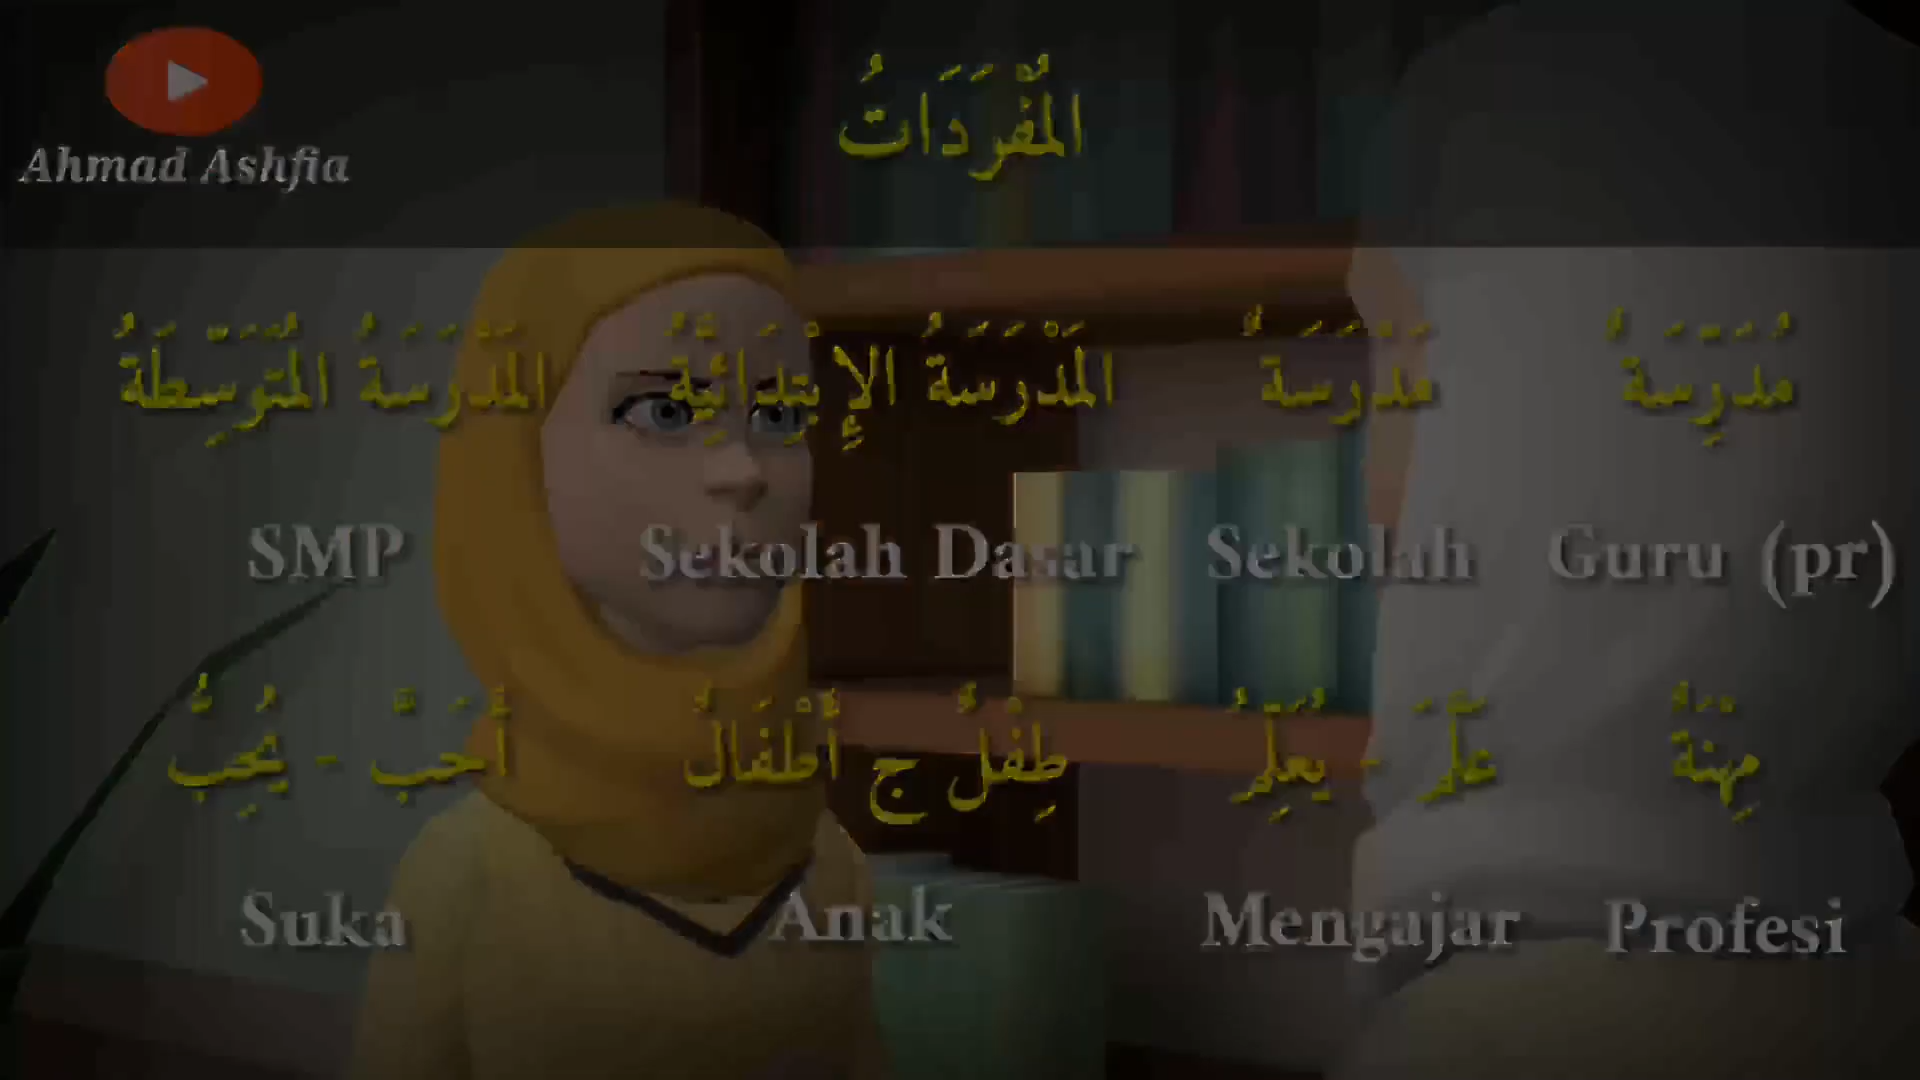 Ahmad Ashfia
الْمُفْرَدَاتُ
مُدَرِّسَةٌ
مَدْرَسَةٌ
الْمَدْرَسَةُ الإِبْتِدَائِيَّةُ
الْمَدْرَسَةُ الْمُتَوَسِّطَةُ
Guru (pr)
Sekolah
Sekolah Dasar
SMP
مِهْنَةٌ
عَلَّمَ - يُعَلِّمُ
طِفْلٌ ج أَطْفَالٌ
أَحَبَّ - يُحِبُّ
Profesi
Mengajar
Anak
Suka